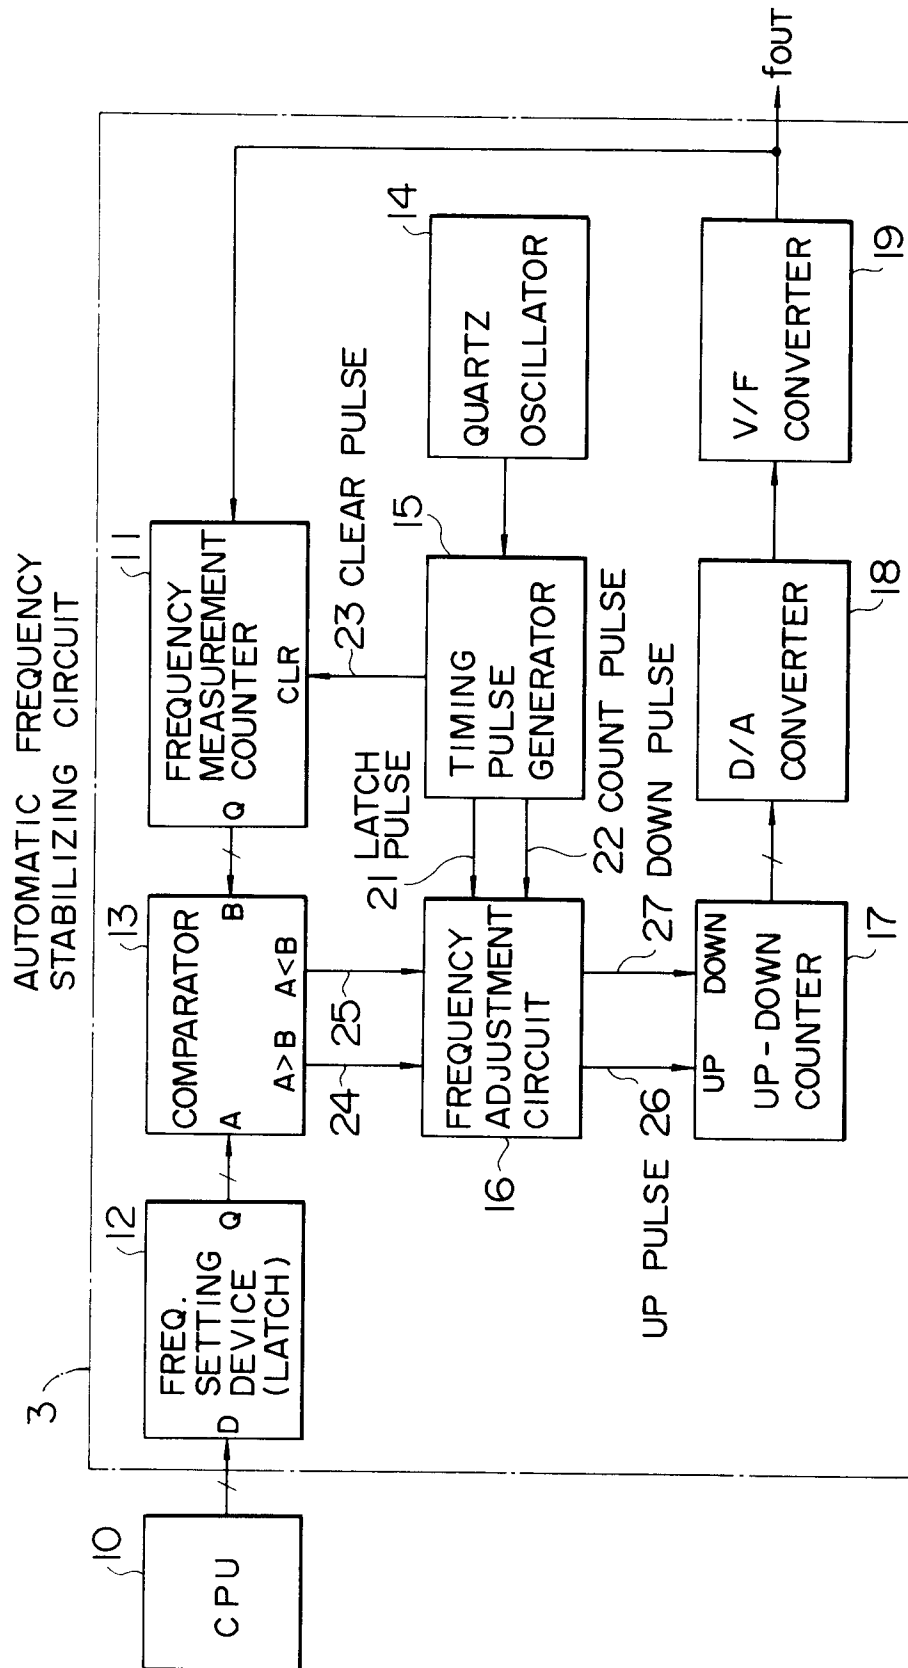 AUTOMATIC FREQUENCY
STABILIZING CIRCUIT
3
10
CPU
12
FREQ.
SETTING
DEVICE
(LATCH)
D
Q
13
COMPARATOR
A
B
A>B
A<B
11
FREQUENCY
MEASUREMENT
COUNTER
Q
CLR
24
25
23 CLEAR PULSE
14
QUARTZ
OSCILLATOR
15
TIMING
PULSE
GENERATOR
LATCH
PULSE
21
22 COUNT PULSE
16
FREQUENCY
ADJUSTMENT
CIRCUIT
UP PULSE 26
27 DOWN PULSE
17
UP
DOWN
UP-DOWN
COUNTER
18
D/A
CONVERTER
19
V/F
CONVERTER
fOUT